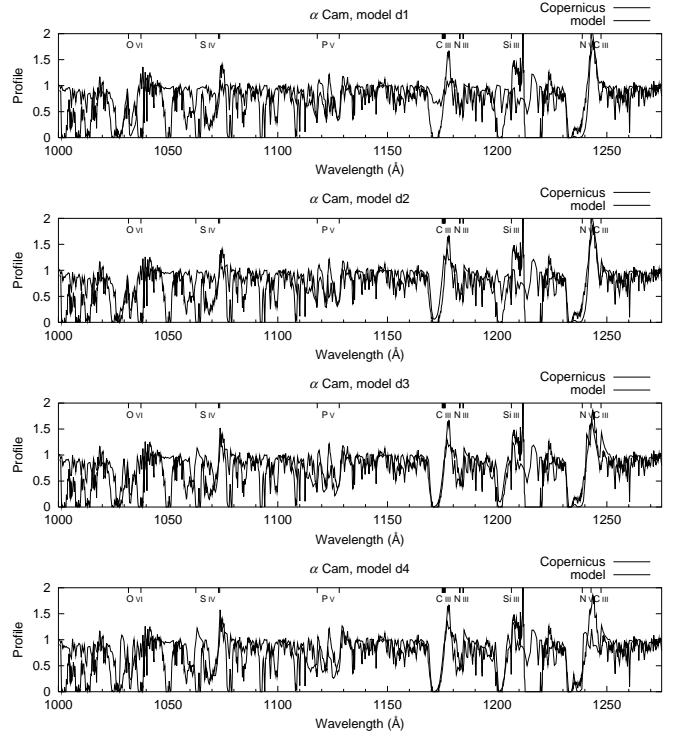 α Cam, model d1
Copernicus
model
2
1.5
1
0.5
0
Profile
O VI S IV P V C III N III Si III N V C III
1000 1050 1100 1150 1200 1250
Wavelength (Å)
α Cam, model d2
Copernicus
model
2
1.5
1
0.5
0
Profile
O VI S IV P V C III N III Si III N V C III
1000 1050 1100 1150 1200 1250
Wavelength (Å)
α Cam, model d3
Copernicus
model
2
1.5
1
0.5
0
Profile
O VI S IV P V C III N III Si III N V C III
1000 1050 1100 1150 1200 1250
Wavelength (Å)
α Cam, model d4
Copernicus
model
2
1.5
1
0.5
0
Profile
O VI S IV P V C III N III Si III N V C III
1000 1050 1100 1150 1200 1250
Wavelength (Å)